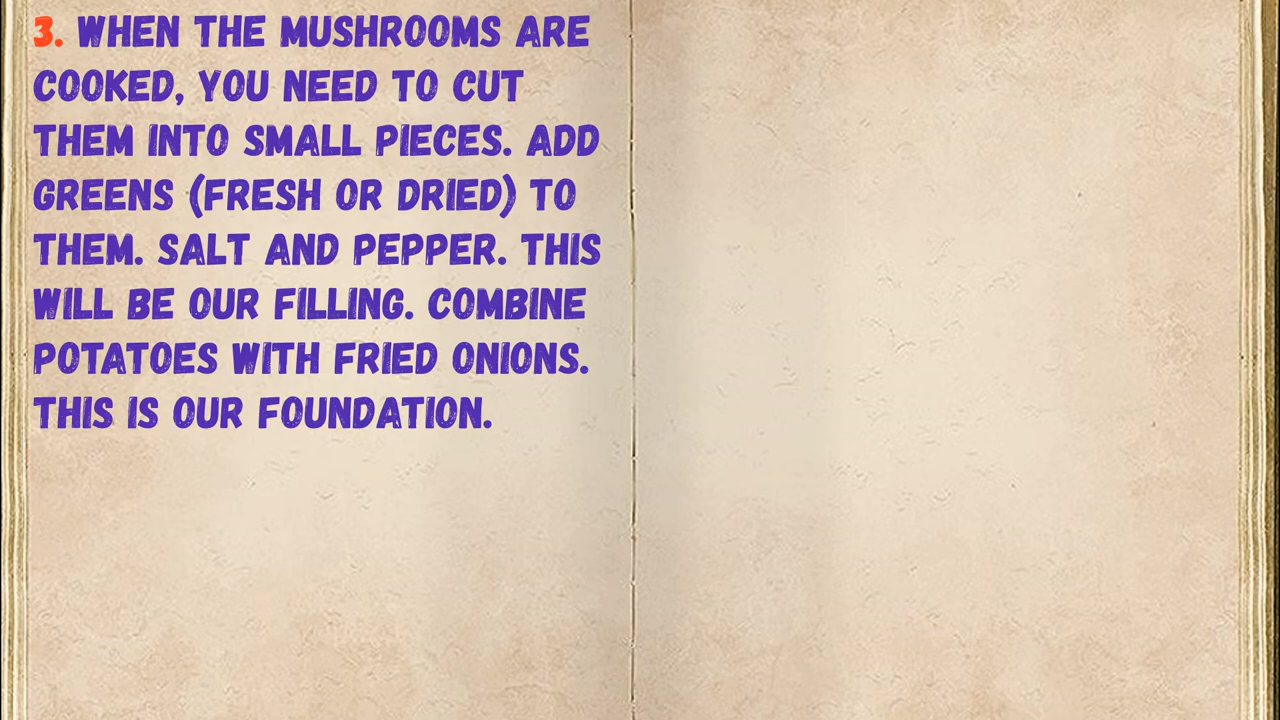 3. WHEN THE MUSHROOMS ARE
COOKED, YOU NEED TO CUT
THEM INTO SMALL PIECES. ADD
GREENS (FRESH OR DRIED) TO
THEM. SALT AND PEPPER. THIS
WILL BE OUR FILLING. COMBINE
POTATOES WITH FRIED ONIONS.
THIS IS OUR FOUNDATION.